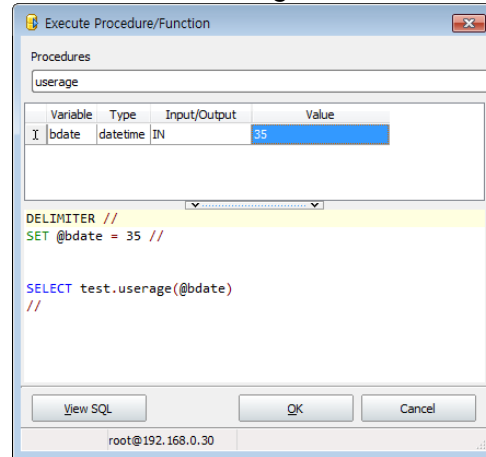 Execute Procedure/Function
Procedures
userage
Variable Type Input/Output Value
bdate datetime IN 35
DELIMITER //
SET @bdate = 35 //
SELECT test.userage(@bdate)
//
View SQL OK Cancel
root@192.168.0.30